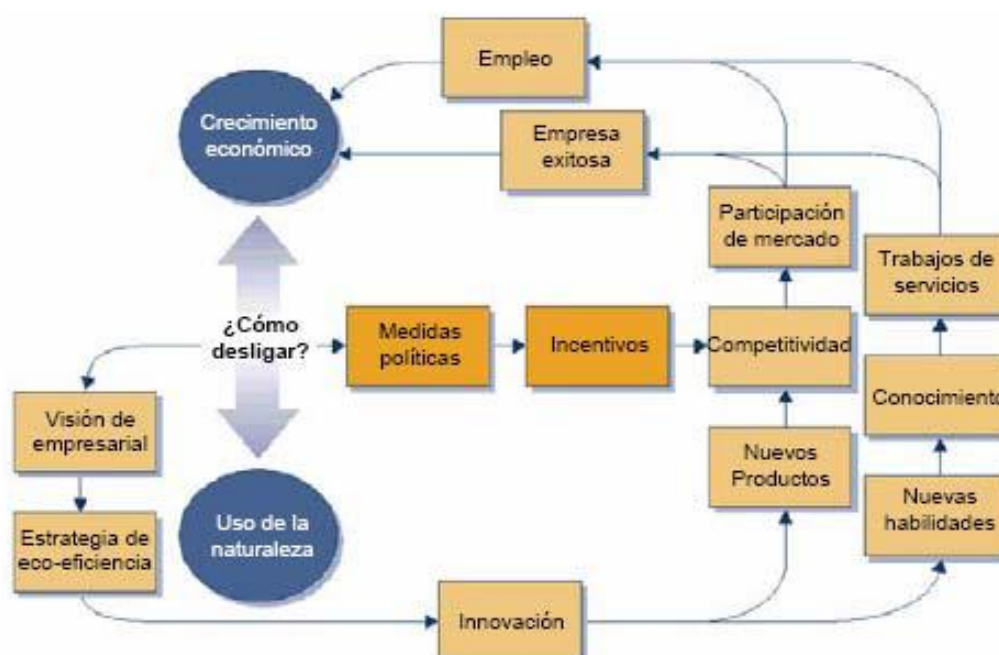 Empleo
Crecimiento
económico
Empresa
exitosa
Participación
de mercado
Trabajos de
servicios
¿Cómo
desligar?
Medidas
políticas
Incentivos
Competitividad
Conocimiento
Visión de
empresarial
Nuevos
Productos
Nuevas
habilidades
Estrategia de
eco-eficiencia
Uso de la
naturaleza
Innovación